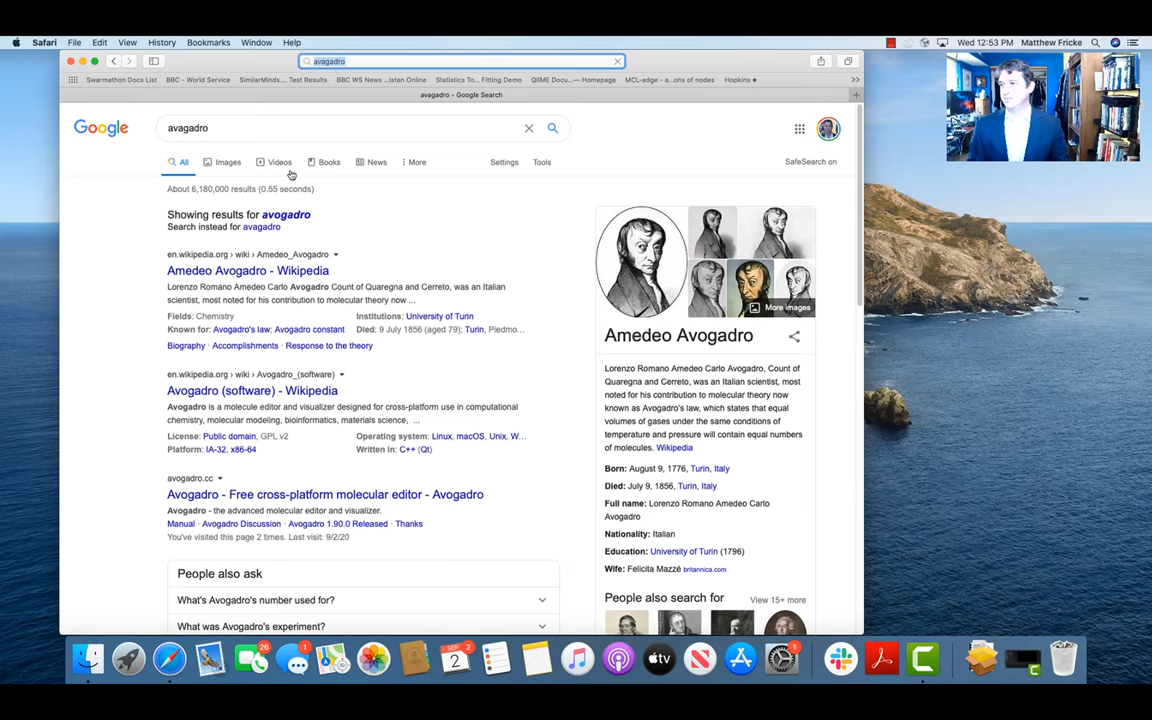 Safari File Edit View History Bookmarks Window Help Wed 12:53 PM Matthew Fricke
avagadro
Swarmathon Docs List BBC - World Service SimilarMinds.... Test Results BBC WS News ...isten Online Statistics To... Fitting Demo QIIME Docu...— Homepage MCL-edge - a...ons of nodes Hopkins
avagadro - Google Search
Google avagadro
All Images Videos Books News More Settings Tools SafeSearch on
About 6,180,000 results (0.55 seconds)
Showing results for avogadro
Search instead for avagadro
en.wikipedia.org › wiki › Amedeo_Avogadro
Amedeo Avogadro - Wikipedia
Lorenzo Romano Amedeo Carlo Avogadro Count of Quaregna and Cerreto, was an Italian
scientist, most noted for his contribution to molecular theory now ...
Fields: Chemistry Institutions: University of Turin
Known for: Avogadro's law; Avogadro constant Died: 9 July 1856 (aged 79); Turin, Piedmo...
Biography · Accomplishments · Response to the theory
en.wikipedia.org › wiki › Avogadro_(software)
Avogadro (software) - Wikipedia
Avogadro is a molecule editor and visualizer designed for cross-platform use in computational
chemistry, molecular modeling, bioinformatics, materials science, ...
License: Public domain, GPL v2 Operating system: Linux, macOS, Unix, W...
Platform: IA-32, x86-64 Written in: C++ (Qt)
avogadro.cc
Avogadro - Free cross-platform molecular editor - Avogadro
Avogadro - the advanced molecular editor and visualizer.
Manual · Avogadro Discussion · Avogadro 1.90.0 Released · Thanks
You've visited this page 2 times. Last visit: 9/2/20
People also ask
What's Avogadro's number used for?
What was Avogadro's experiment?
More images
Amedeo Avogadro
Lorenzo Romano Amedeo Carlo Avogadro, Count of
Quaregna and Cerreto, was an Italian scientist, most
noted for his contribution to molecular theory now
known as Avogadro's law, which states that equal
volumes of gases under the same conditions of
temperature and pressure will contain equal numbers
of molecules. Wikipedia
Born: August 9, 1776, Turin, Italy
Died: July 9, 1856, Turin, Italy
Full name: Lorenzo Romano Amedeo Carlo
Avogadro
Nationality: Italian
Education: University of Turin (1796)
Wife: Felicita Mazzé britannica.com
People also search for View 15+ more
26 1 SEP 2 2 tv 1